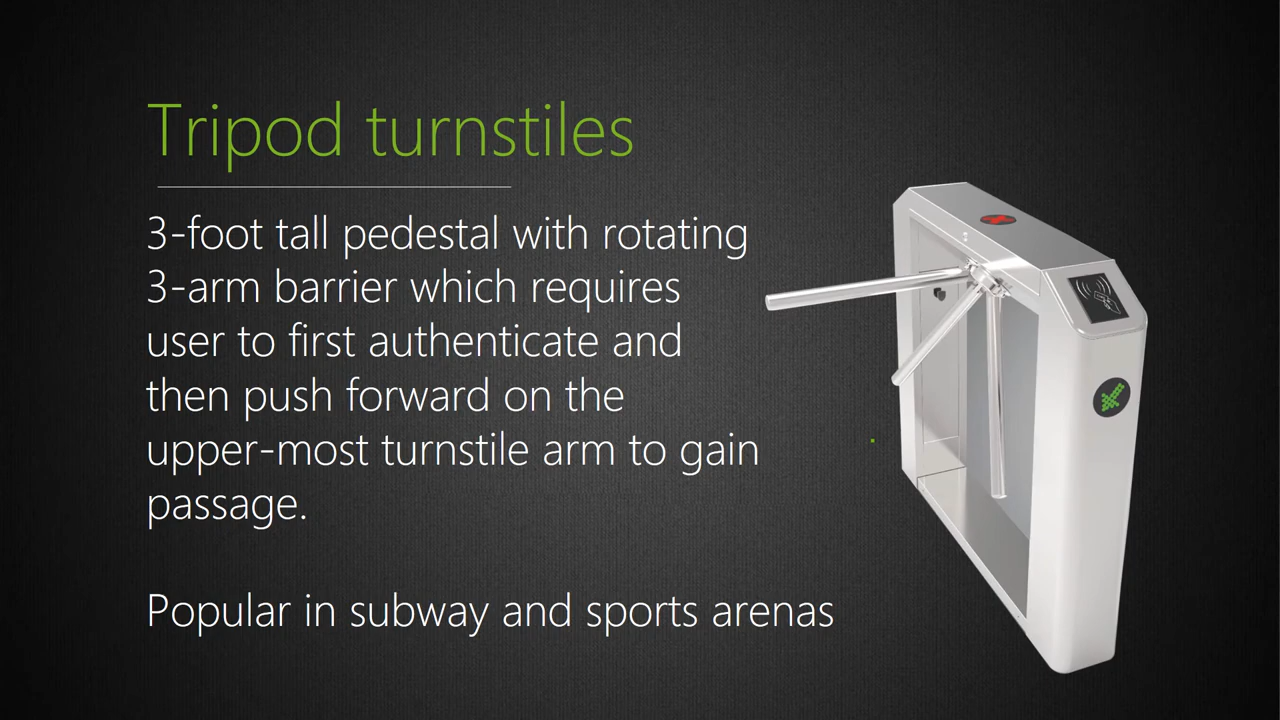 Tripod turnstiles
3-foot tall pedestal with rotating
3-arm barrier which requires
user to first authenticate and
then push forward on the
upper-most turnstile arm to gain
passage.
Popular in subway and sports arenas